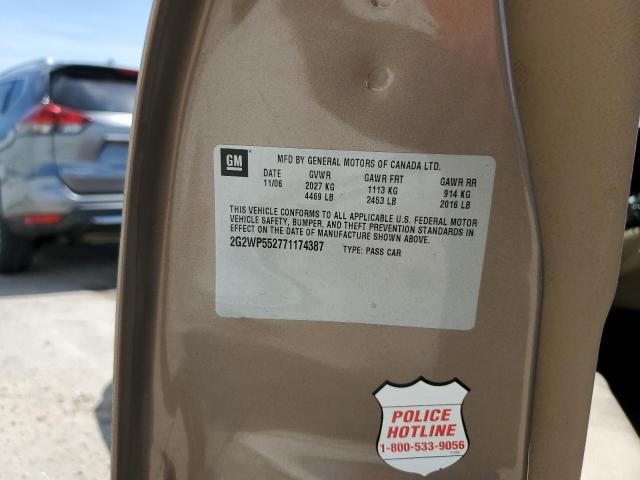 GM
MFD BY GENERAL MOTORS OF CANADA LTD.
DATE GVWR GAWR FRT GAWR RR
11/06 2027 KG 1113 KG 914 KG
4469 LB 2453 LB 2016 LB
THIS VEHICLE CONFORMS TO ALL APPLICABLE U.S. FEDERAL MOTOR
VEHICLE SAFETY, BUMPER, AND THEFT PREVENTION STANDARDS IN
EFFECT ON THE DATE OF MANUFACTURE SHOWN ABOVE.
2G2WP552771174387 TYPE: PASS CAR
POLICE
HOTLINE
1-800-533-9056